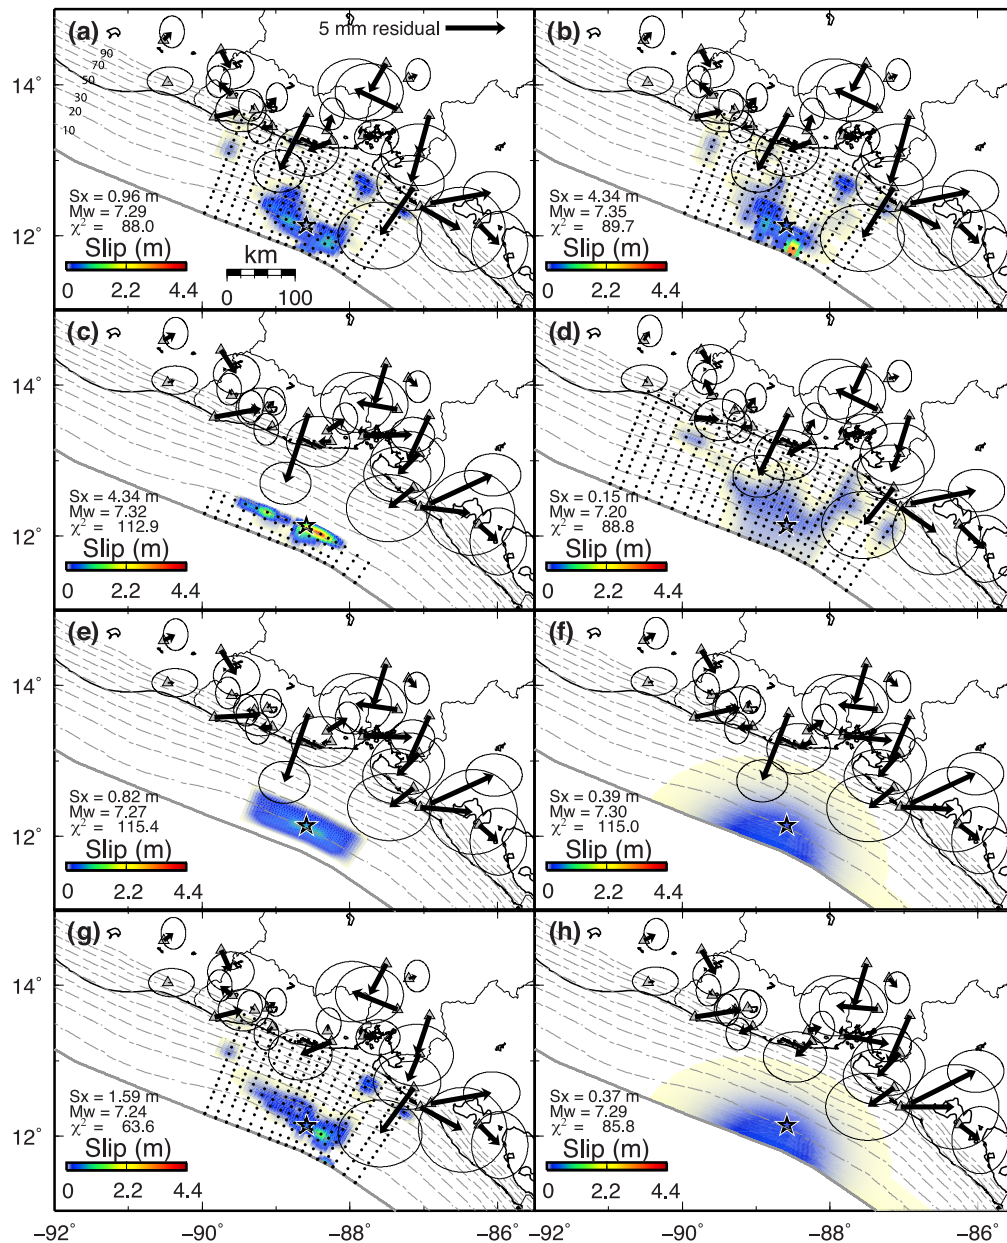 (a)
5 mm residual
90
70
50
30
20
10
14°
12°
Sx = 0.96 m
Mw = 7.29
χ² = 88.0
Slip (m)
0 2.2 4.4
km
0 100
(b)
Sx = 4.34 m
Mw = 7.35
χ² = 89.7
Slip (m)
0 2.2 4.4
(c)
14°
12°
Sx = 4.34 m
Mw = 7.32
χ² = 112.9
Slip (m)
0 2.2 4.4
(d)
Sx = 0.15 m
Mw = 7.20
χ² = 88.8
Slip (m)
0 2.2 4.4
(e)
14°
12°
Sx = 0.82 m
Mw = 7.27
χ² = 115.4
Slip (m)
0 2.2 4.4
(f)
Sx = 0.39 m
Mw = 7.30
χ² = 115.0
Slip (m)
0 2.2 4.4
(g)
14°
12°
Sx = 1.59 m
Mw = 7.24
χ² = 63.6
Slip (m)
0 2.2 4.4
(h)
Sx = 0.37 m
Mw = 7.29
χ² = 85.8
Slip (m)
0 2.2 4.4
−92° −90° −88° −86° −90° −88° −86°